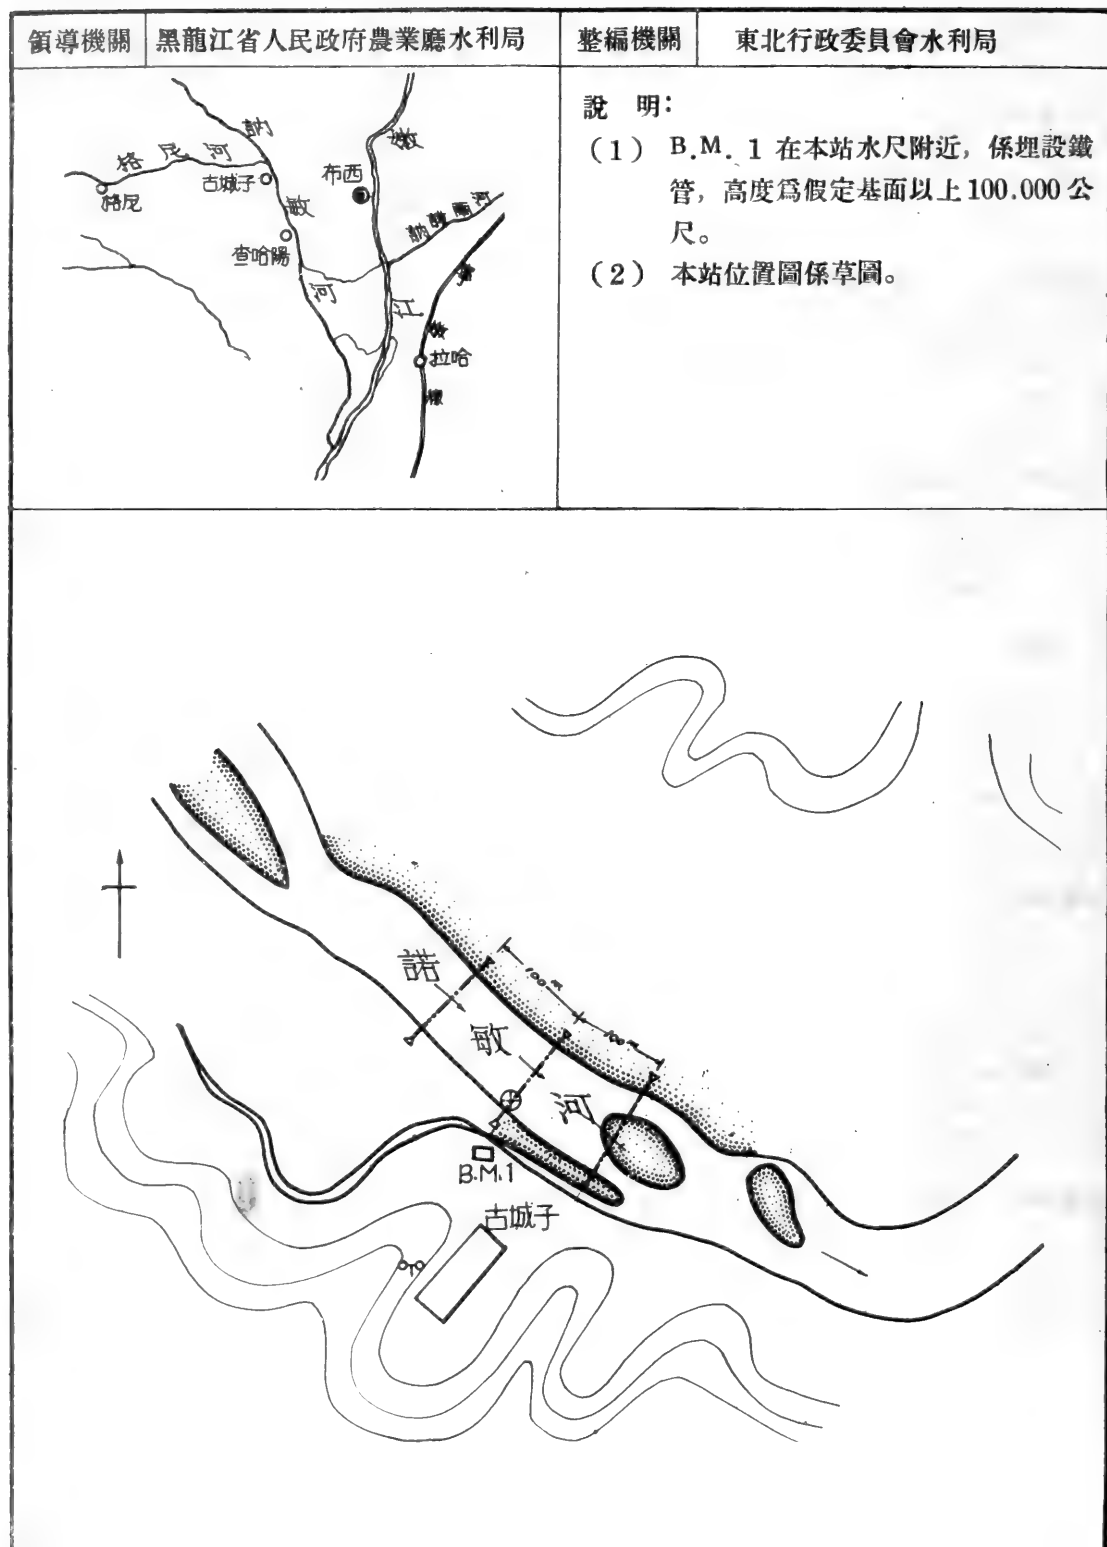 領導機關 黑龍江省人民政府農業廳水利局 整編機關 東北行政委員會水利局
說 明：
(1) B.M. 1 在本站水尺附近，係埋設鐵
管，高度爲假定基面以上100.000公
尺。
(2) 本站位置圖係草圖。
訥敏河
格尼河
格尼
古城子
查哈陽
布西
嫩江
訥謨爾河
拉哈
100m
100m
諾敏河
B.M.1
古城子